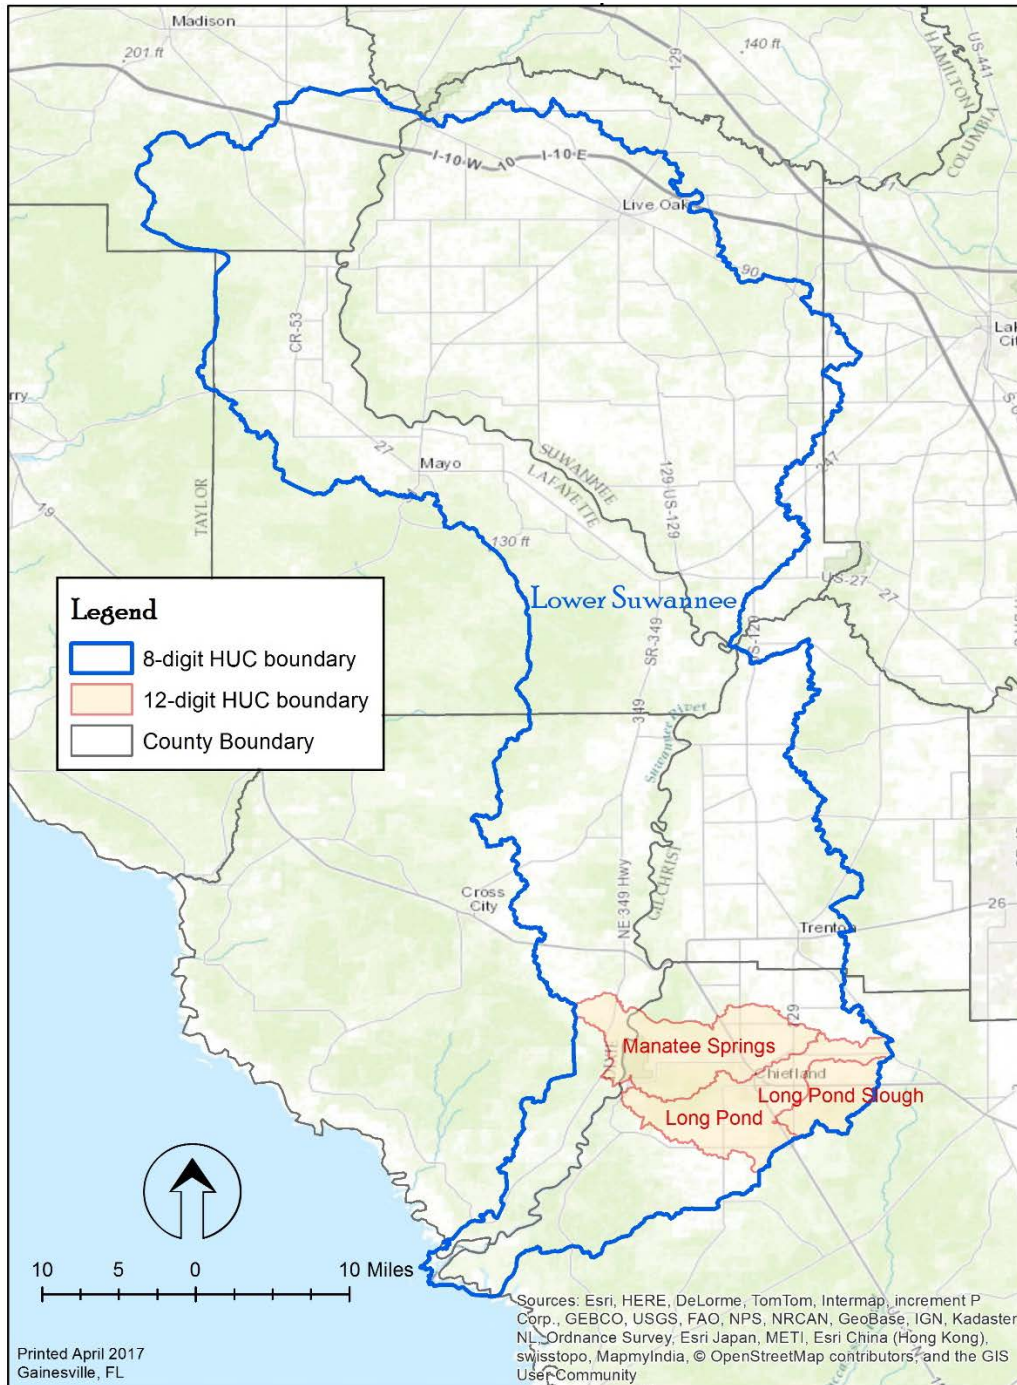 Madison
201 ft
129
140 ft
US-441
HAMILTON
COLUMBIA
41
I-10-W
10
I-10-E
Live Oak
90
Lake
City
CR-53
rry
27
Mayo
SUWANNEE
LAFAYETTE
129 US-129
247
TAYLOR
19
130 ft
US-27
27
Lower Suwannee
US-129
SR-349
349
Suwannee River
Legend
8-digit HUC boundary
12-digit HUC boundary
County Boundary
NE 349 Hwy
GILCHRIST
Cross
City
26
Trenton
129
Manatee Springs
DIXIE
Chiefland
Long Pond Slough
Long Pond
10 5 0 10 Miles
Sources: Esri, HERE, DeLorme, TomTom, Intermap, increment P
Corp., GEBCO, USGS, FAO, NPS, NRCAN, GeoBase, IGN, Kadaster
NL, Ordnance Survey, Esri Japan, METI, Esri China (Hong Kong),
swisstopo, MapmyIndia, © OpenStreetMap contributors, and the GIS
User Community
Printed April 2017
Gainesville, FL